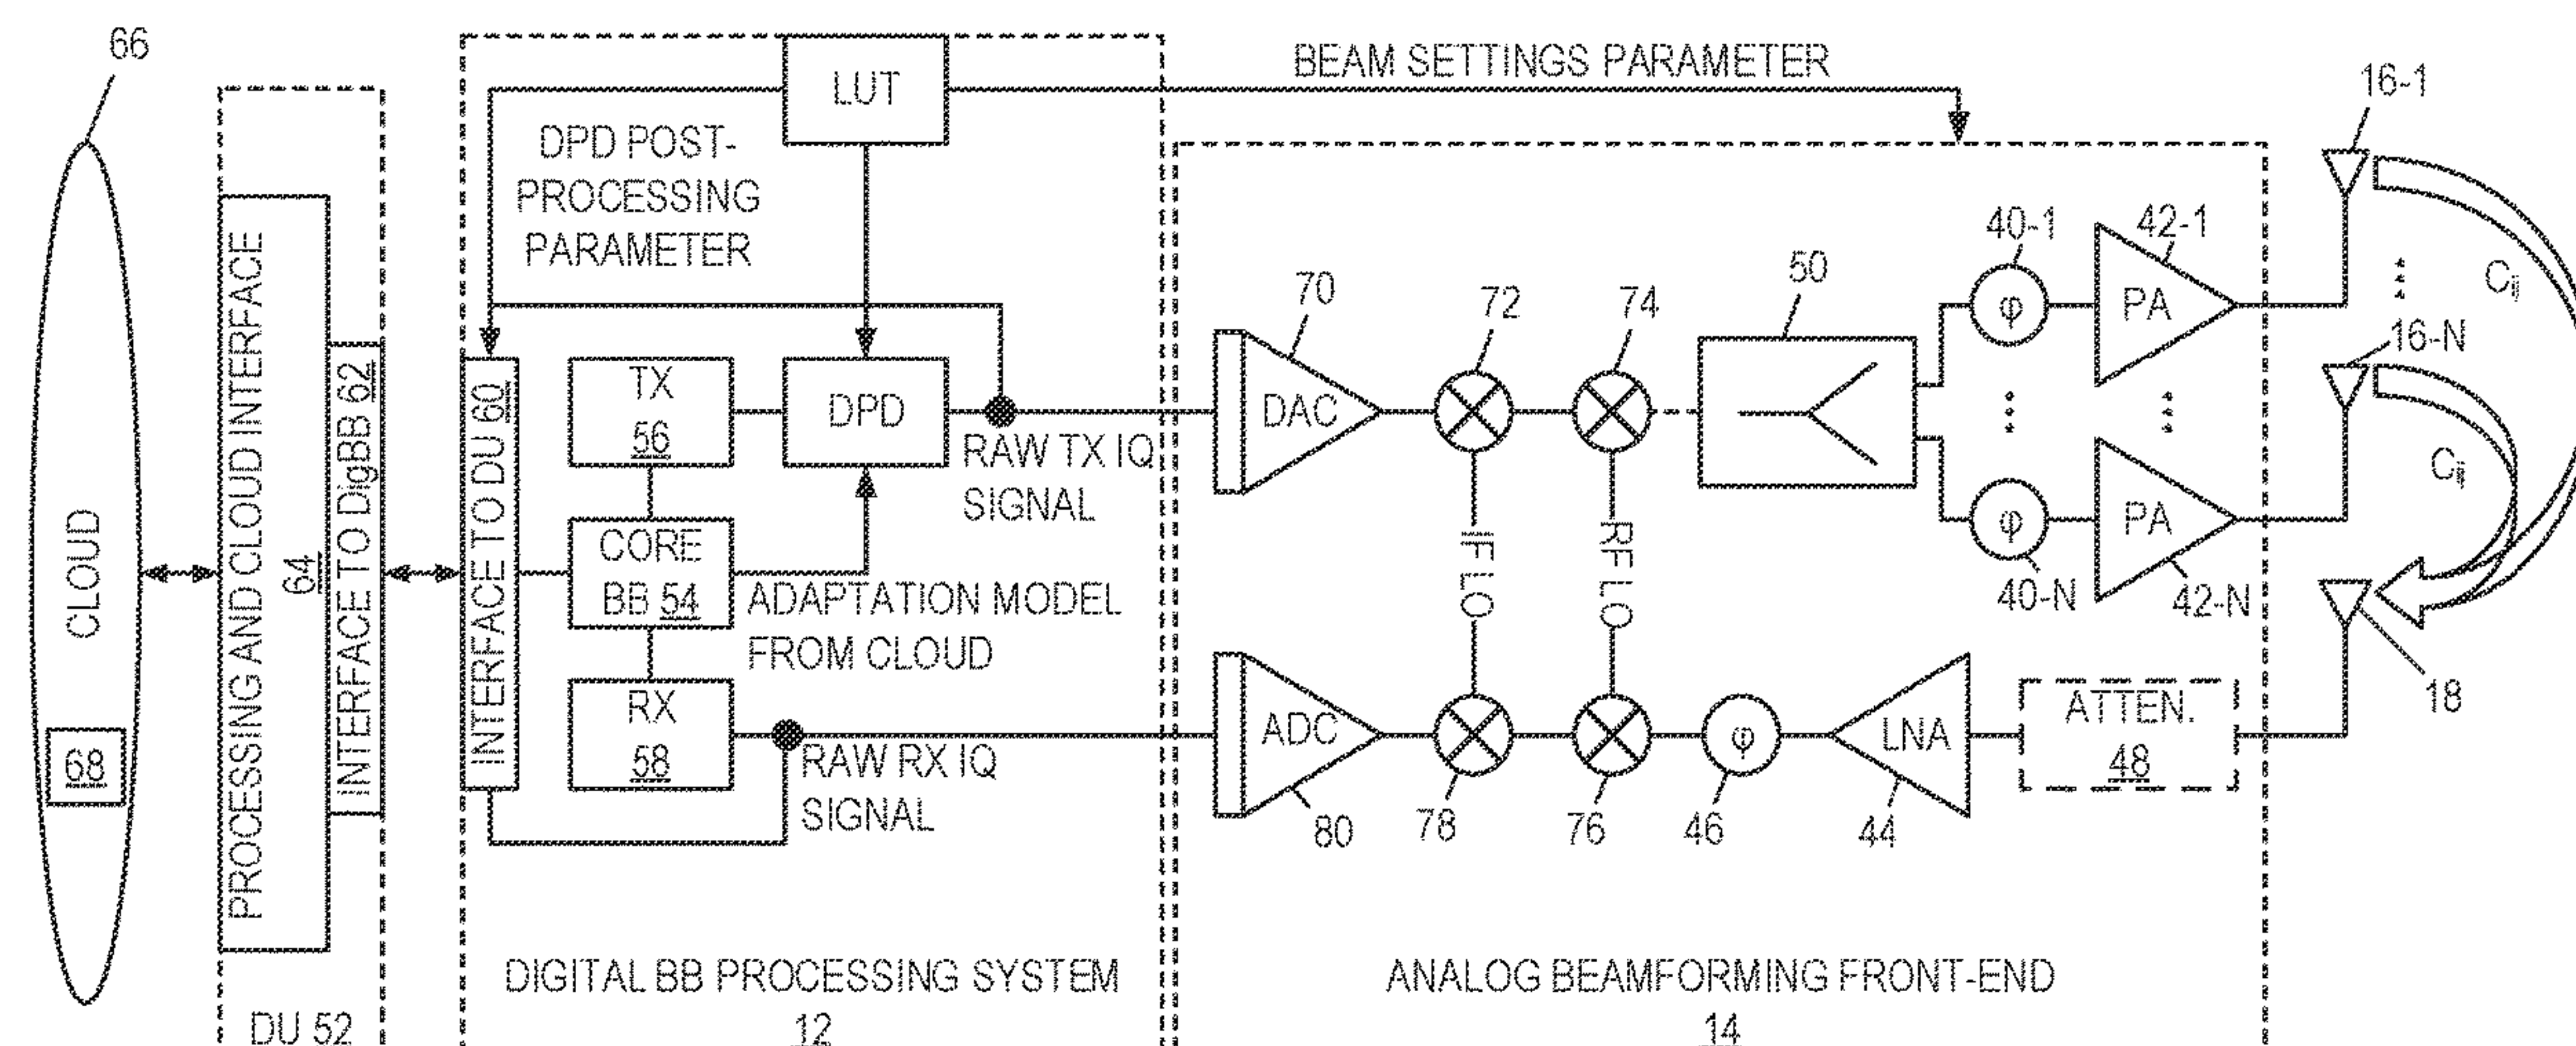 66
LUT
BEAM SETTINGS PARAMETER
16-1
DPD POST-
PROCESSING
PARAMETER
40-1
42-1
50
φ
PA
Cij
70
72
74
16-N
DAC
TX
56
DPD
RAW TX IQ
SIGNAL
Cij
φ
PA
40-N
42-N
CLOUD
68
PROCESSING AND CLOUD INTERFACE
64
INTERFACE TO DigBB 62
INTERFACE TO DU 60
CORE
BB 54
ADAPTATION MODEL
FROM CLOUD
IF LO
RF LO
18
RX
58
RAW RX IQ
SIGNAL
ADC
φ
LNA
ATTEN.
48
80
78
76
46
44
DIGITAL BB PROCESSING SYSTEM
12
ANALOG BEAMFORMING FRONT-END
14
DU 52